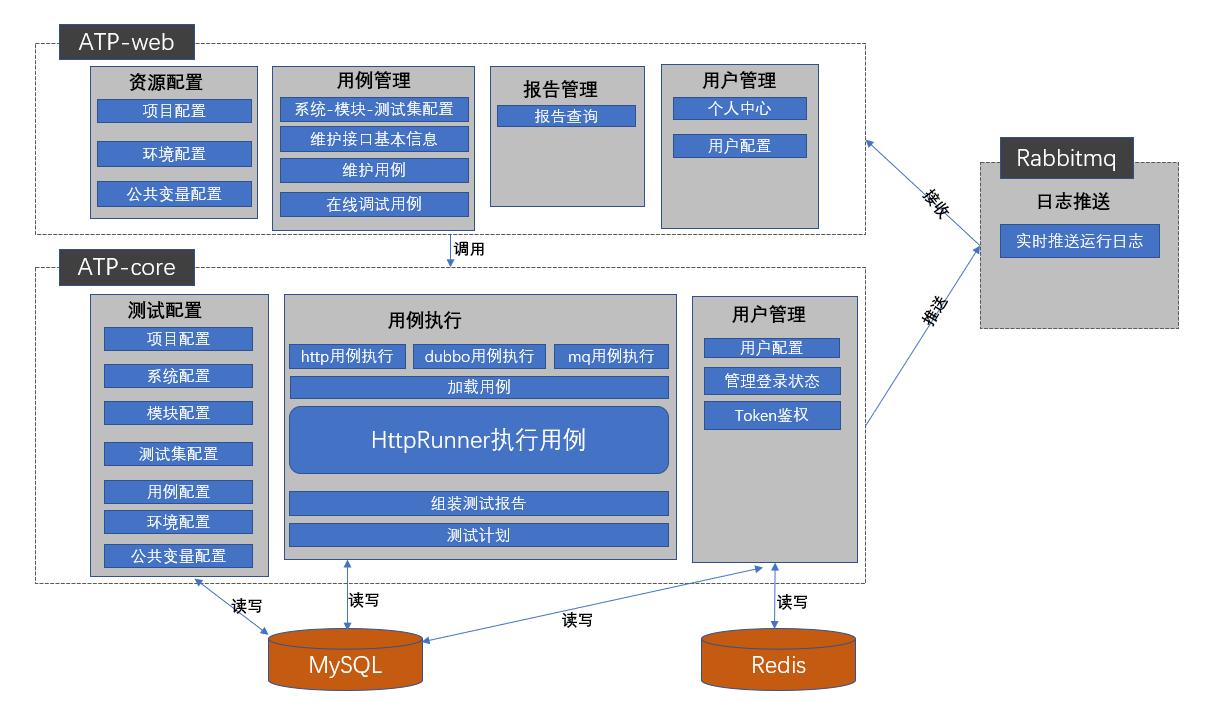 ATP-web
资源配置
项目配置
环境配置
公共变量配置
用例管理
系统-模块-测试集配置
维护接口基本信息
维护用例
在线调试用例
报告管理
报告查询
用户管理
个人中心
用户配置
接收
Rabbitmq
日志推送
实时推送运行日志
调用
推送
ATP-core
测试配置
项目配置
系统配置
模块配置
测试集配置
用例配置
环境配置
公共变量配置
用例执行
http用例执行
dubbo用例执行
mq用例执行
加载用例
HttpRunner执行用例
组装测试报告
测试计划
用户管理
用户配置
管理登录状态
Token鉴权
读写
读写
读写
读写
MySQL
Redis